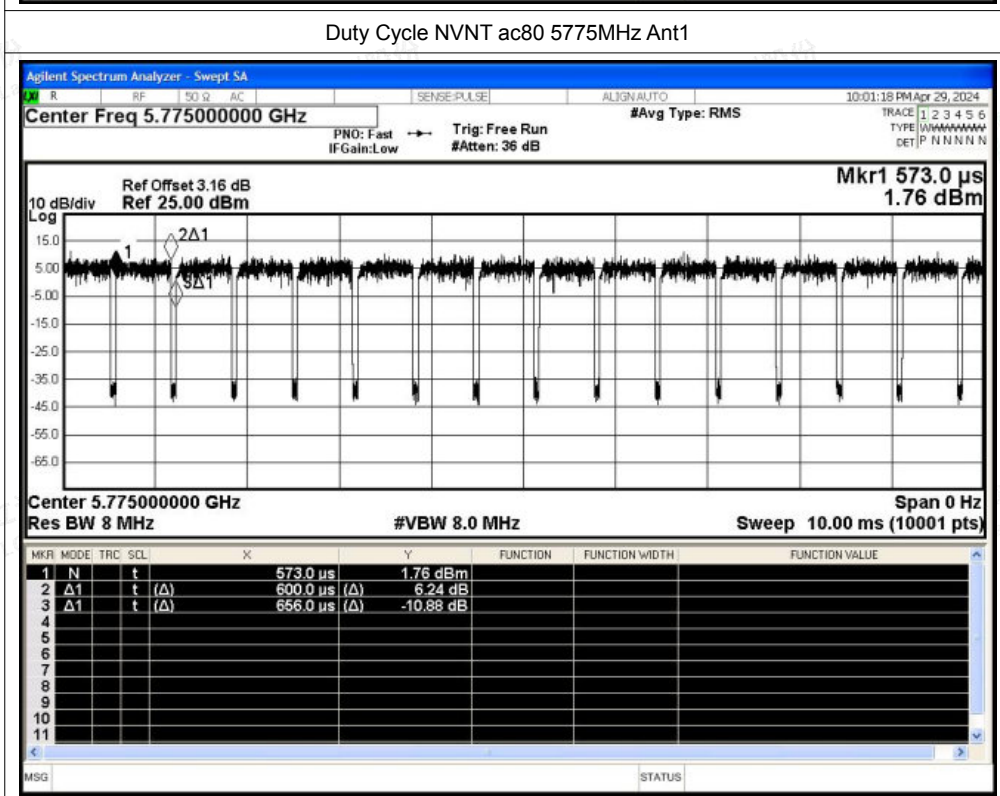 Duty Cycle NVNT ac80 5775MHz Ant1
Agilent Spectrum Analyzer - Swept SA
R RF 50 Ω AC SENSE:PULSE ALIGNAUTO 10:01:18 PM Apr 29, 2024
Center Freq 5.775000000 GHz #Avg Type: RMS TRACE 1 2 3 4 5 6
PNO: Fast Trig: Free Run TYPE
IFGain:Low #Atten: 36 dB DET P N N N N N
Mkr1 573.0 µs
Ref Offset 3.16 dB 1.76 dBm
10 dB/div Ref 25.00 dBm
Log
15.0
2Δ1
1
5.00
3Δ1
-5.00
-15.0
-25.0
-35.0
-45.0
-55.0
-65.0
Center 5.775000000 GHz Span 0 Hz
Res BW 8 MHz #VBW 8.0 MHz Sweep 10.00 ms (10001 pts)
MKR MODE TRC SCL X Y FUNCTION FUNCTION WIDTH FUNCTION VALUE
1 N t 573.0 µs 1.76 dBm
2 Δ1 t (Δ) 600.0 µs (Δ) 6.24 dB
3 Δ1 t (Δ) 656.0 µs (Δ) -10.88 dB
4
5
6
7
8
9
10
11
MSG STATUS